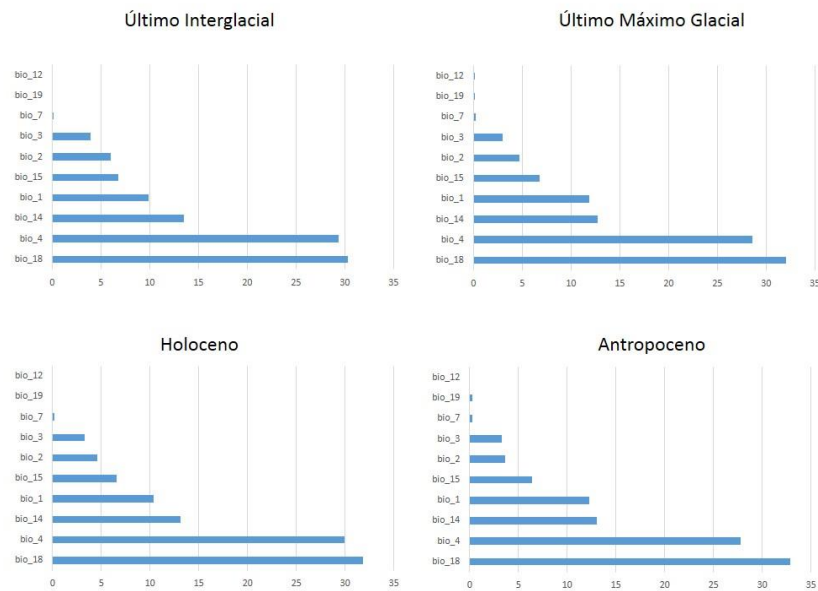 Último Interglacial
bio_12
bio_19
bio_7
bio_3
bio_2
bio_15
bio_1
bio_14
bio_4
bio_18
0 5 10 15 20 25 30 35
Último Máximo Glacial
bio_12
bio_19
bio_7
bio_3
bio_2
bio_15
bio_1
bio_14
bio_4
bio_18
0 5 10 15 20 25 30 35
Holoceno
bio_12
bio_19
bio_7
bio_3
bio_2
bio_15
bio_1
bio_14
bio_4
bio_18
0 5 10 15 20 25 30 35
Antropoceno
bio_12
bio_19
bio_7
bio_3
bio_2
bio_15
bio_1
bio_14
bio_4
bio_18
0 5 10 15 20 25 30 35